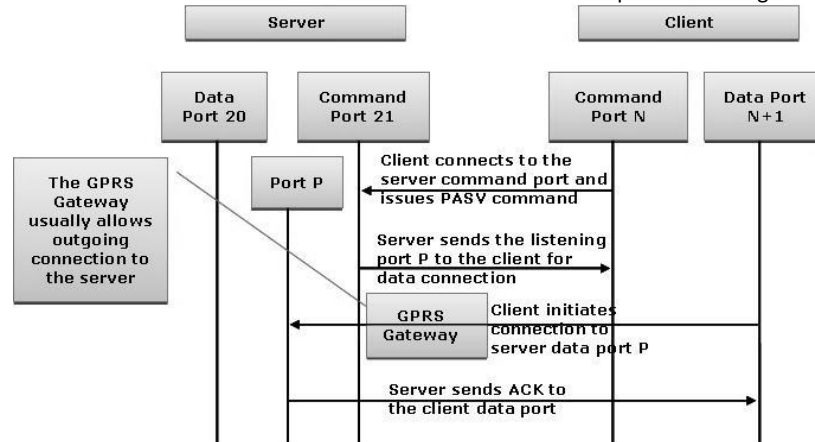 Server
Client
Data
Port 20
Command
Port 21
Command
Port N
Data Port
N+1
The GPRS
Gateway
usually allows
outgoing
connection to
the server
Port P
Client connects to the
server command port and
issues PASV command
Server sends the listening
port P to the client for
data connection
GPRS
Gateway
Client initiates
connection to
server data port P
Server sends ACK to
the client data port